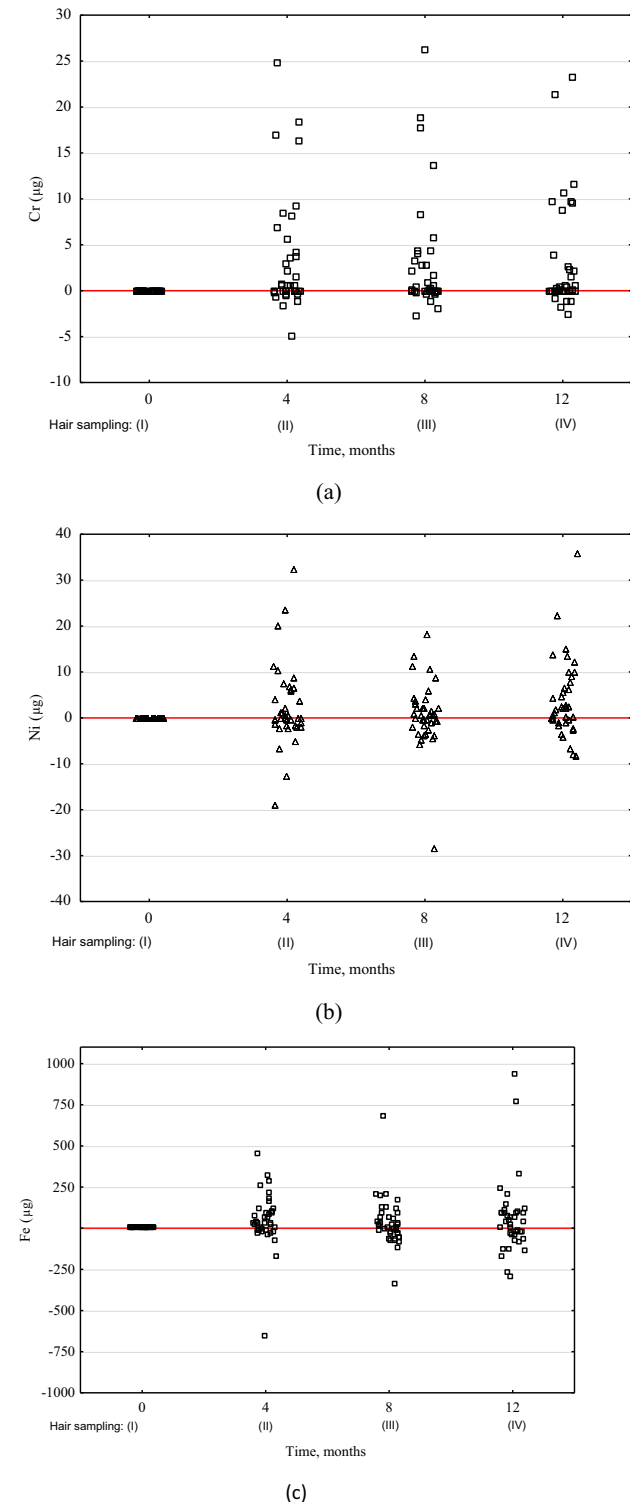 30
25
20
15
10
5
0
-5
-10
Cr (µg)
0 4 8 12
Hair sampling: (I) (II) (III) (IV)
Time, months
(a)
40
30
20
10
0
-10
-20
-30
-40
Ni (µg)
0 4 8 12
Hair sampling: (I) (II) (III) (IV)
Time, months
(b)
1000
750
500
250
0
-250
-500
-750
-1000
Fe (µg)
0 4 8 12
Hair sampling: (I) (II) (III) (IV)
Time, months
(c)